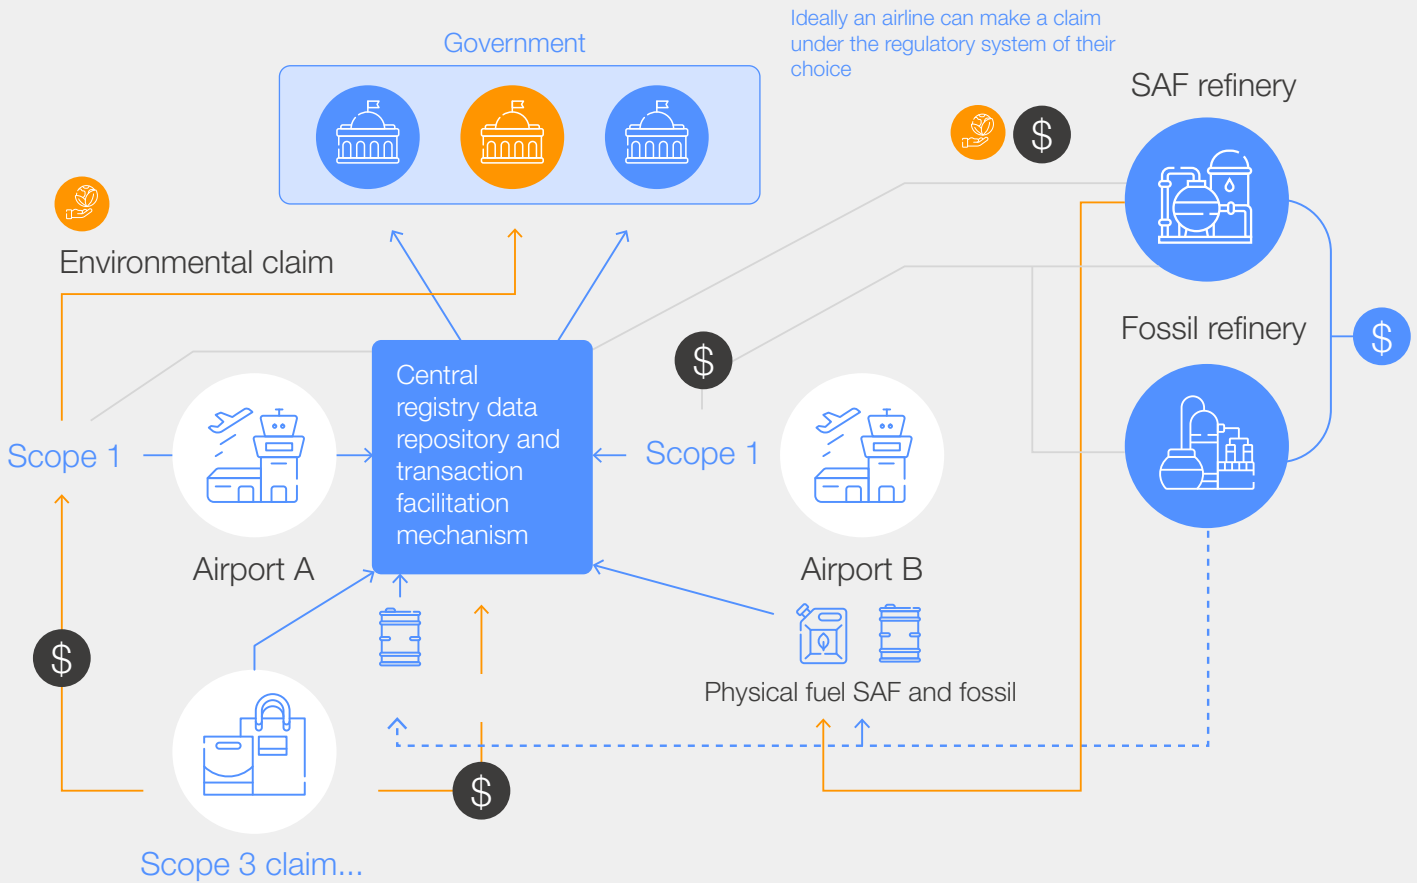 Ideally an airline can make a claim
under the regulatory system of their
choice
Government
SAF refinery
$
Environmental claim
Fossil refinery
$
$
Central
registry data
repository and
transaction
facilitation
mechanism
Scope 1
Scope 1
Airport A
Airport B
$
Physical fuel SAF and fossil
$
Scope 3 claim...